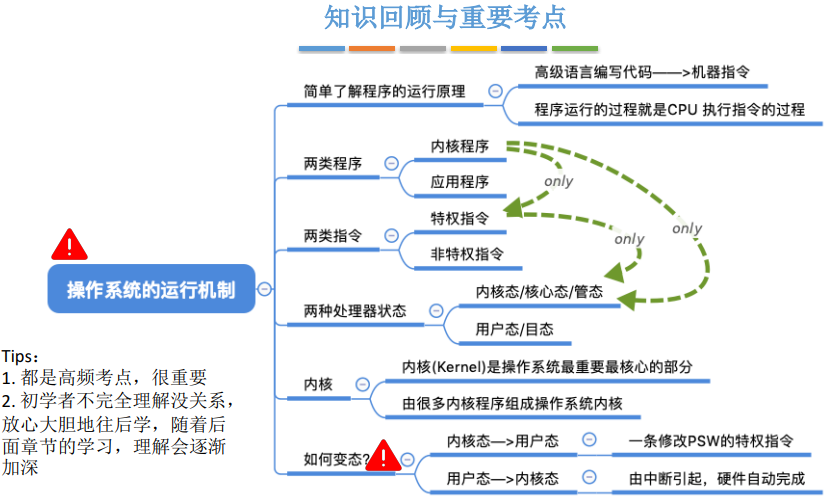 知识回顾与重要考点
高级语言编写代码——>机器指令
简单了解程序的运行原理
程序运行的过程就是CPU 执行指令的过程
内核程序
两类程序
应用程序
only
特权指令
only
only
两类指令
非特权指令
操作系统的运行机制
内核态/核心态/管态
两种处理器状态
用户态/目态
Tips：
1. 都是高频考点，很重要
2. 初学者不完全理解没关系，
放心大胆地往后学，随着后
面章节的学习，理解会逐渐
加深
内核(Kernel)是操作系统最重要最核心的部分
内核
由很多内核程序组成操作系统内核
内核态—>用户态
一条修改PSW的特权指令
如何变态?
用户态—>内核态
由中断引起，硬件自动完成